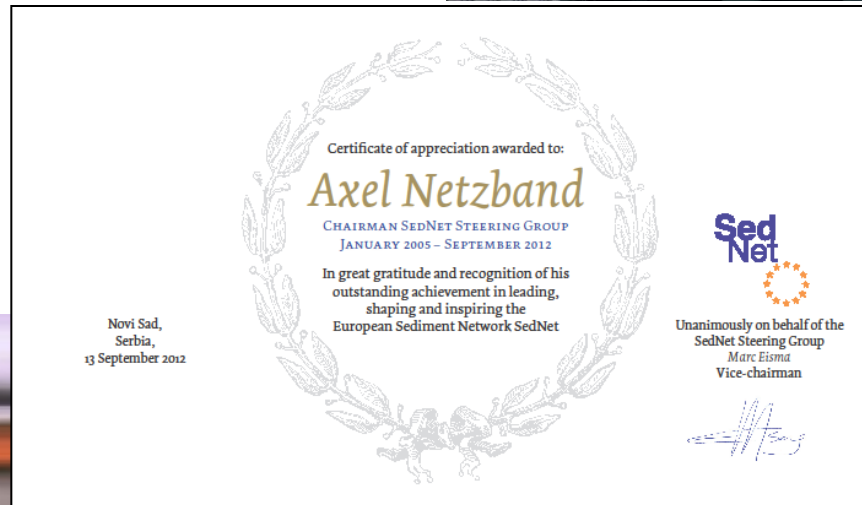 Certificate of appreciation awarded to:
Axel Netzband
CHAIRMAN SEDNET STEERING GROUP
JANUARY 2005 – SEPTEMBER 2012
In great gratitude and recognition of his
outstanding achievement in leading,
shaping and inspiring the
European Sediment Network SedNet
Novi Sad,
Serbia,
13 September 2012
Sed
Net
Unanimously on behalf of the
SedNet Steering Group
Marc Eisma
Vice-chairman